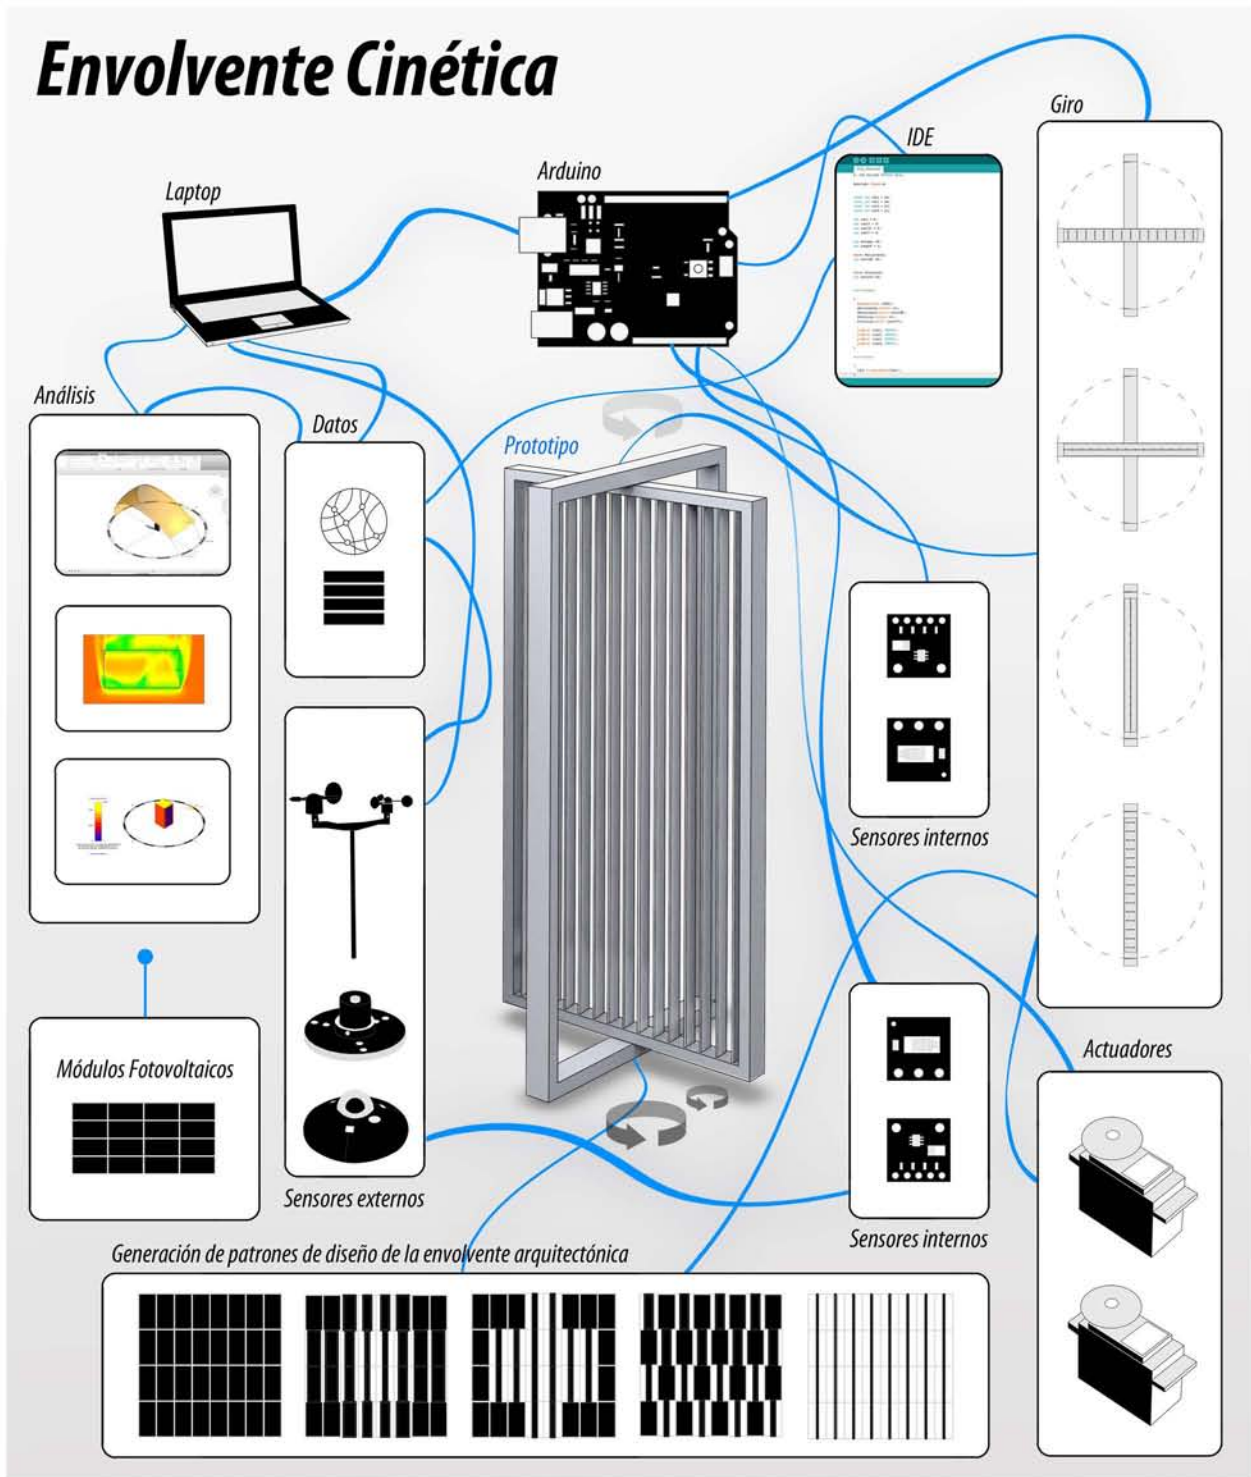 Envolvente Cinética
Giro
IDE
Arduino
Laptop
Análisis
Datos
Prototipo
Sensores internos
Módulos Fotovoltaicos
Actuadores
Sensores externos
Sensores internos
Generación de patrones de diseño de la envolvente arquitectónica